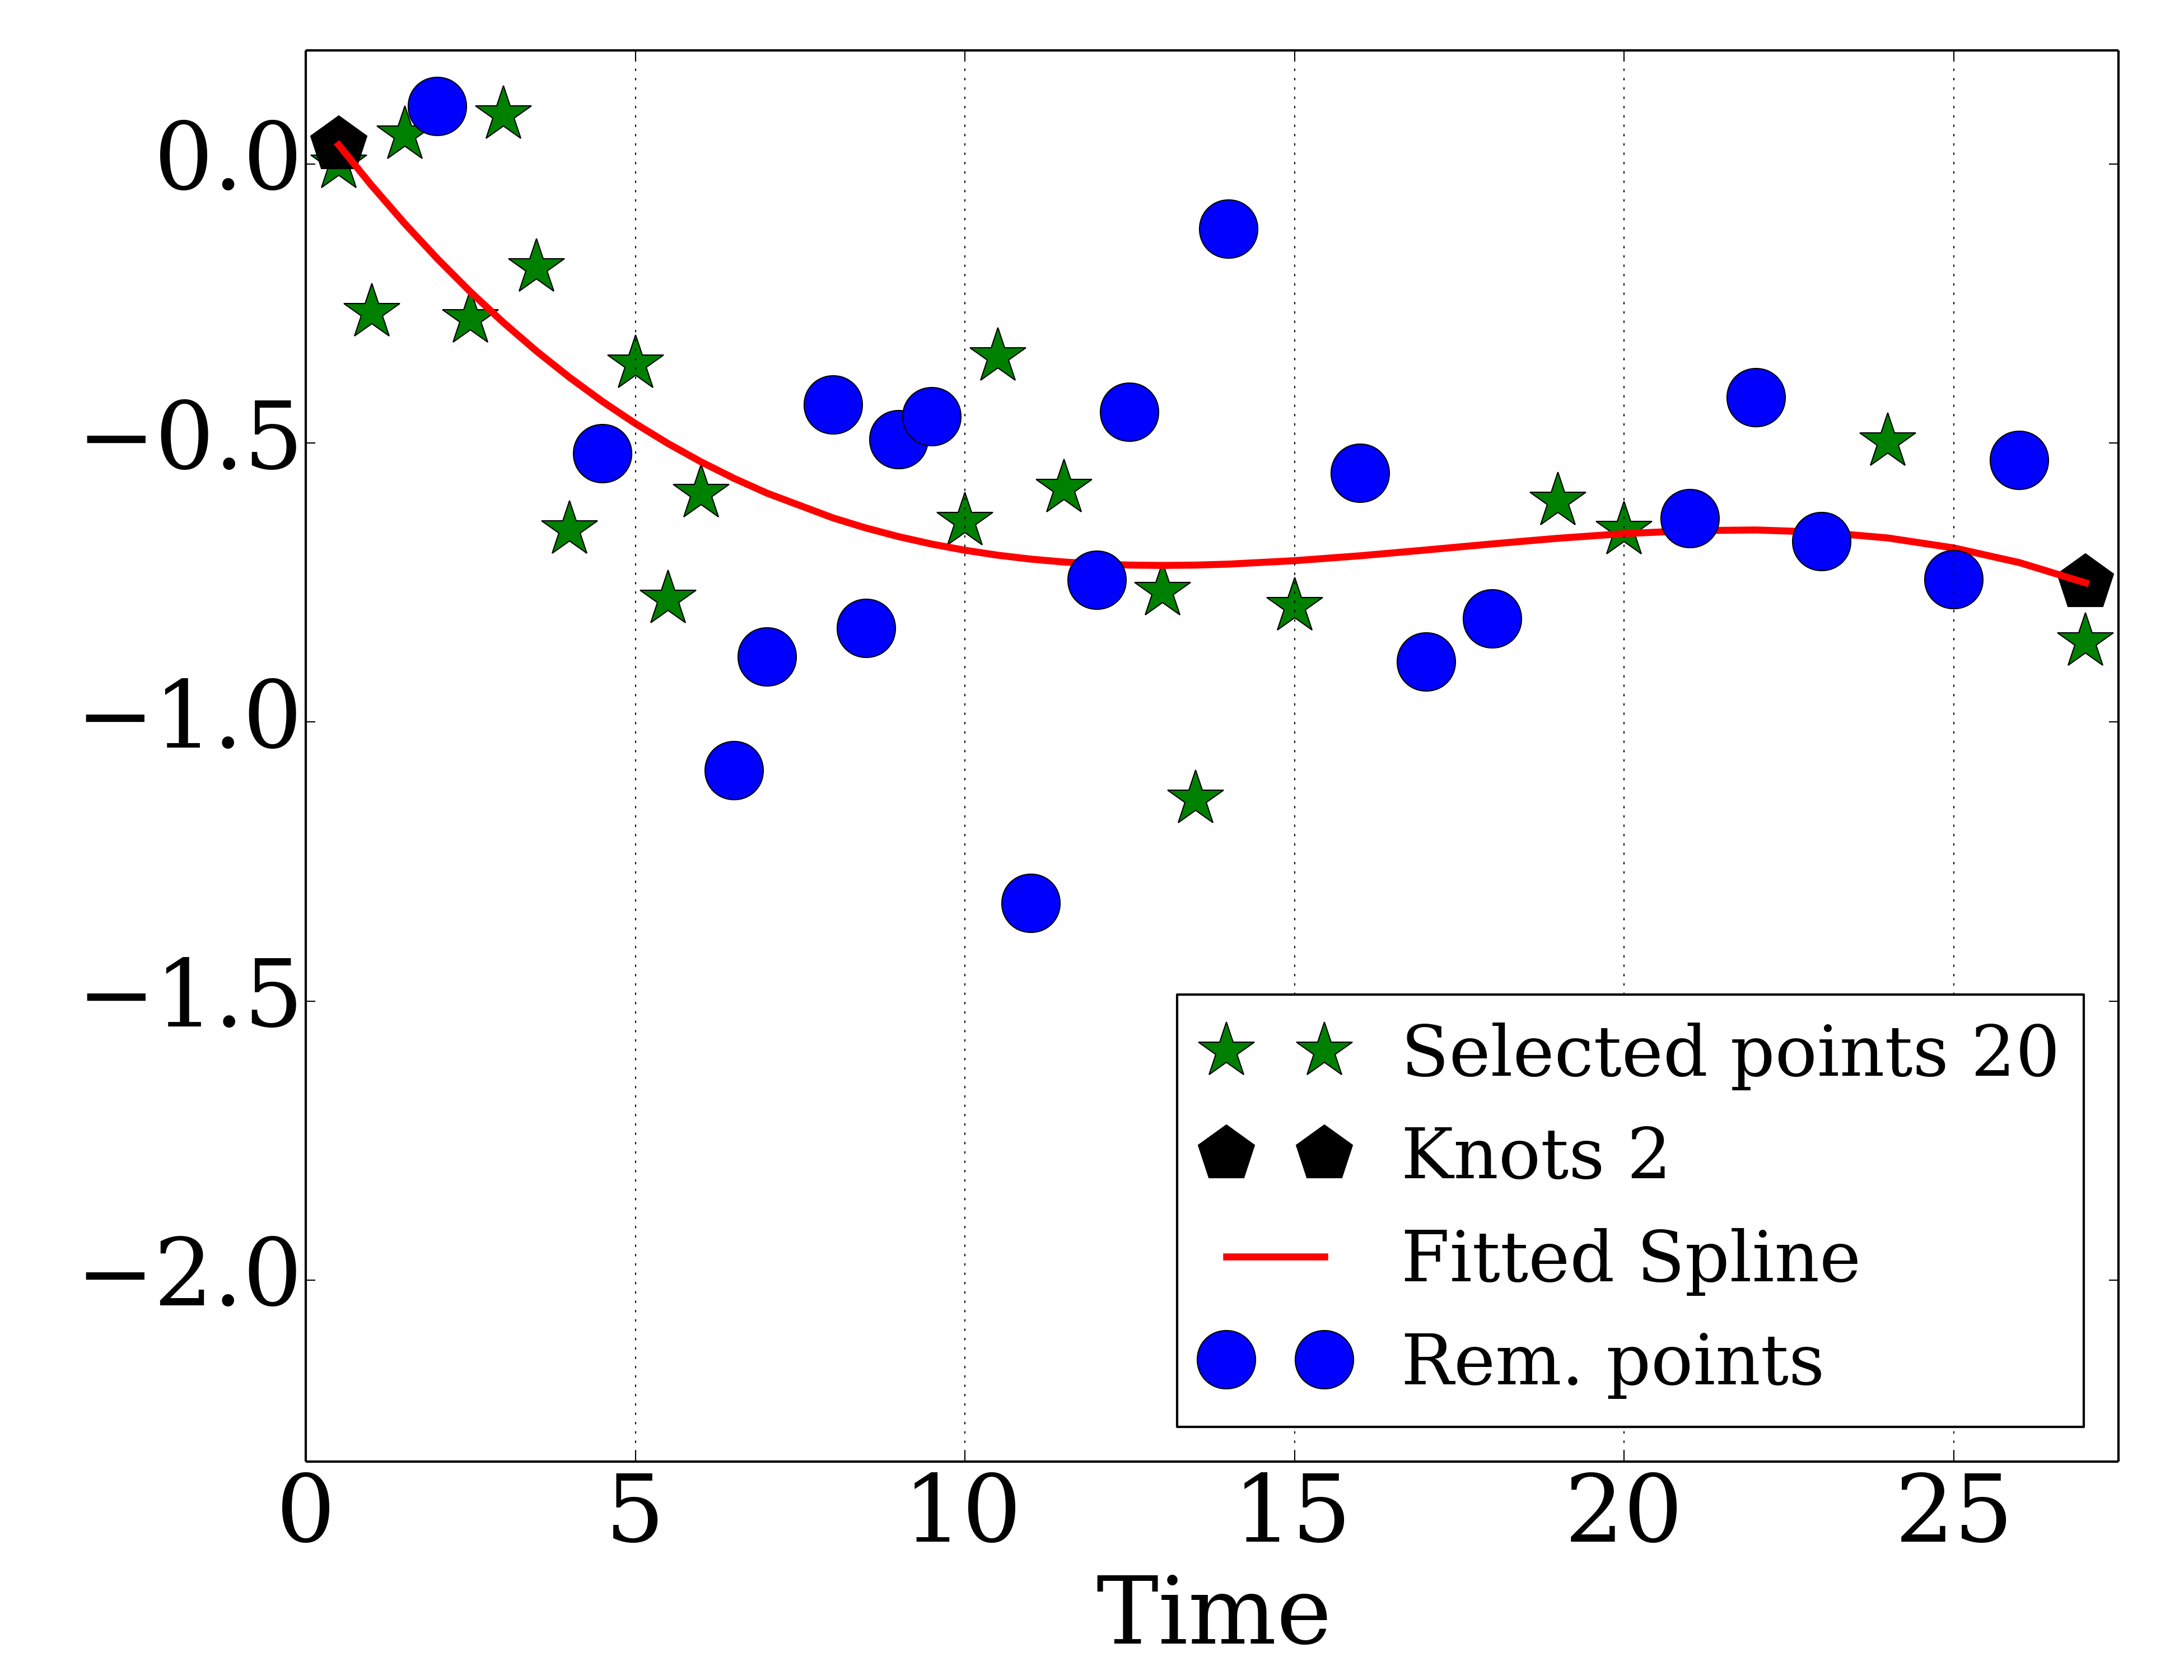 0.0
−0.5
−1.0
−1.5
−2.0
Selected points 20
Knots 2
Fitted Spline
Rem. points
0 5 10 15 20 25
Time